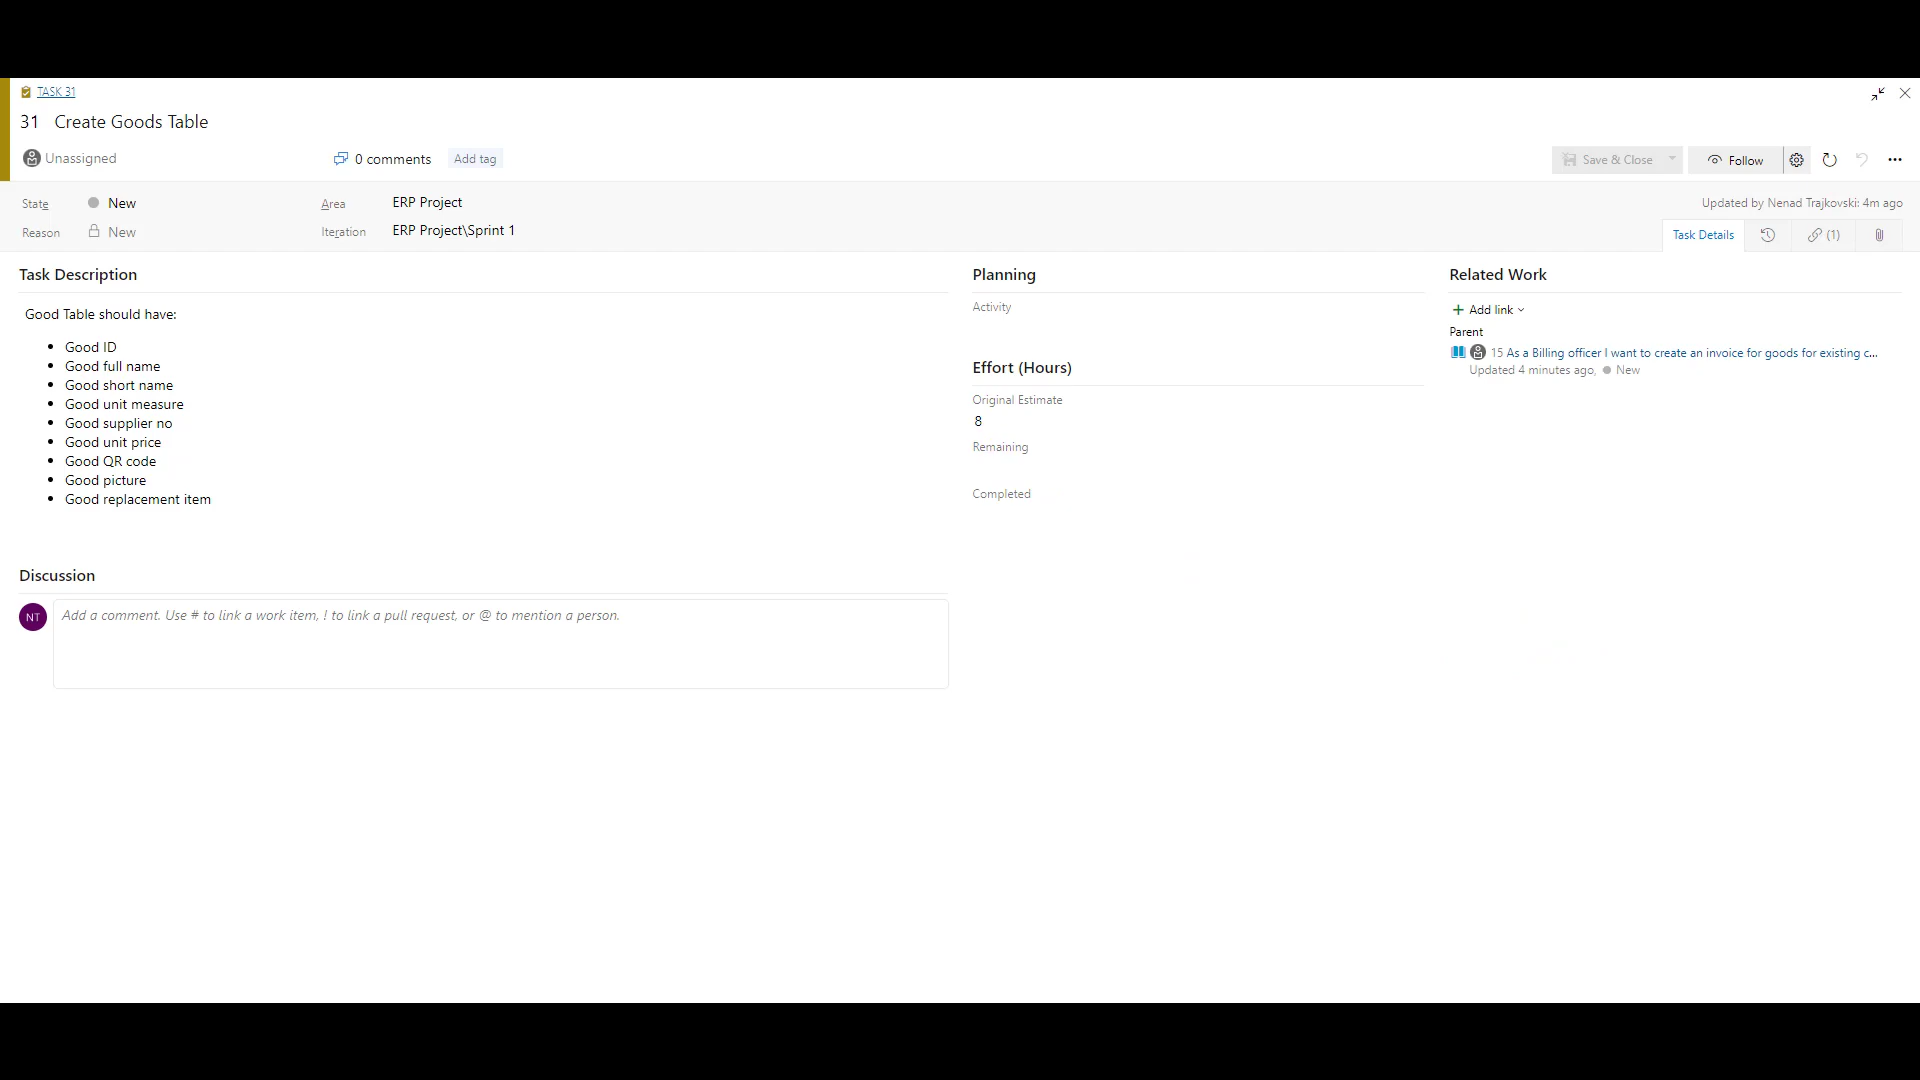 TASK 31
31 Create Goods Table
Unassigned 0 comments Add tag Save & Close Follow
State New Area ERP Project Updated by Nenad Trajkovski: 4m ago
Reason New Iteration ERP Project\Sprint 1 Task Details (1)
Task Description
Good Table should have:
• Good ID
• Good full name
• Good short name
• Good unit measure
• Good supplier no
• Good unit price
• Good QR code
• Good picture
• Good replacement item
Discussion
NT Add a comment. Use # to link a work item, ! to link a pull request, or @ to mention a person.
Planning
Activity
Effort (Hours)
Original Estimate
8
Remaining
Completed
Related Work
+ Add link
Parent
15 As a Billing officer I want to create an invoice for goods for existing c...
Updated 4 minutes ago, New